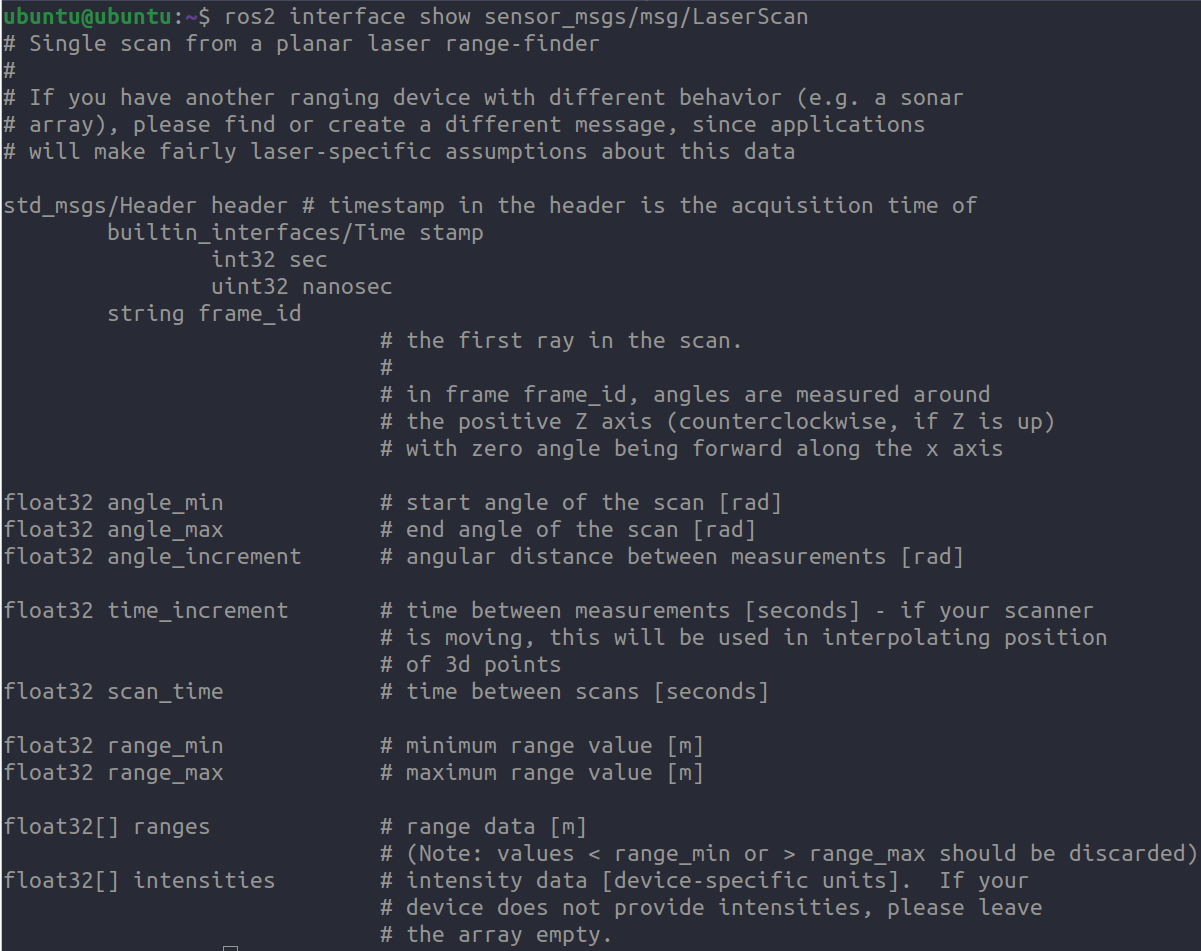 ubuntu@ubuntu:~$ ros2 interface show sensor_msgs/msg/LaserScan
# Single scan from a planar laser range-finder
#
# If you have another ranging device with different behavior (e.g. a sonar
# array), please find or create a different message, since applications
# will make fairly laser-specific assumptions about this data

std_msgs/Header header # timestamp in the header is the acquisition time of
        builtin_interfaces/Time stamp
                int32 sec
                uint32 nanosec
        string frame_id
                             # the first ray in the scan.
                             #
                             # in frame frame_id, angles are measured around
                             # the positive Z axis (counterclockwise, if Z is up)
                             # with zero angle being forward along the x axis

float32 angle_min            # start angle of the scan [rad]
float32 angle_max            # end angle of the scan [rad]
float32 angle_increment      # angular distance between measurements [rad]

float32 time_increment       # time between measurements [seconds] - if your scanner
                             # is moving, this will be used in interpolating position
                             # of 3d points
float32 scan_time            # time between scans [seconds]

float32 range_min            # minimum range value [m]
float32 range_max            # maximum range value [m]

float32[] ranges             # range data [m]
                             # (Note: values < range_min or > range_max should be discarded)
float32[] intensities        # intensity data [device-specific units].  If your
                             # device does not provide intensities, please leave
                             # the array empty.